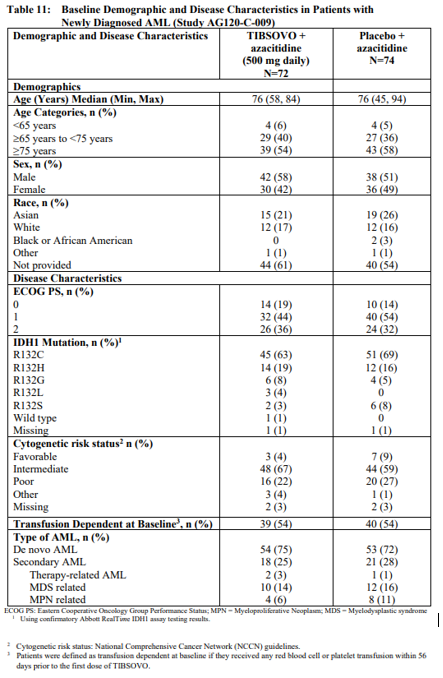 Table 11: Baseline Demographic and Disease Characteristics in Patients with
Newly Diagnosed AML (Study AG120-C-009)
Demographic and Disease Characteristics TIBSOVO + azacitidine (500 mg daily) N=72 Placebo + azacitidine N=74
Demographics
Age (Years) Median (Min, Max) 76 (58, 84) 76 (45, 94)
Age Categories, n (%)
<65 years 4 (6) 4 (5)
≥65 years to <75 years 29 (40) 27 (36)
≥75 years 39 (54) 43 (58)
Sex, n (%)
Male 42 (58) 38 (51)
Female 30 (42) 36 (49)
Race, n (%)
Asian 15 (21) 19 (26)
White 12 (17) 12 (16)
Black or African American 0 2 (3)
Other 1 (1) 1 (1)
Not provided 44 (61) 40 (54)
Disease Characteristics
ECOG PS, n (%)
0 14 (19) 10 (14)
1 32 (44) 40 (54)
2 26 (36) 24 (32)
IDH1 Mutation, n (%)¹
R132C 45 (63) 51 (69)
R132H 14 (19) 12 (16)
R132G 6 (8) 4 (5)
R132L 3 (4) 0
R132S 2 (3) 6 (8)
Wild type 1 (1) 0
Missing 1 (1) 1 (1)
Cytogenetic risk status² n (%)
Favorable 3 (4) 7 (9)
Intermediate 48 (67) 44 (59)
Poor 16 (22) 20 (27)
Other 3 (4) 1 (1)
Missing 2 (3) 2 (3)
Transfusion Dependent at Baseline³, n (%) 39 (54) 40 (54)
Type of AML, n (%)
De novo AML 54 (75) 53 (72)
Secondary AML 18 (25) 21 (28)
Therapy-related AML 2 (3) 1 (1)
MDS related 10 (14) 12 (16)
MPN related 4 (6) 8 (11)
ECOG PS: Eastern Cooperative Oncology Group Performance Status; MPN = Myeloproliferative Neoplasm; MDS = Myelodysplastic syndrome
¹ Using confirmatory Abbott RealTime IDH1 assay testing results.
² Cytogenetic risk status: National Comprehensive Cancer Network (NCCN) guidelines.
³ Patients were defined as transfusion dependent at baseline if they received any red blood cell or platelet transfusion within 56
days prior to the first dose of TIBSOVO.